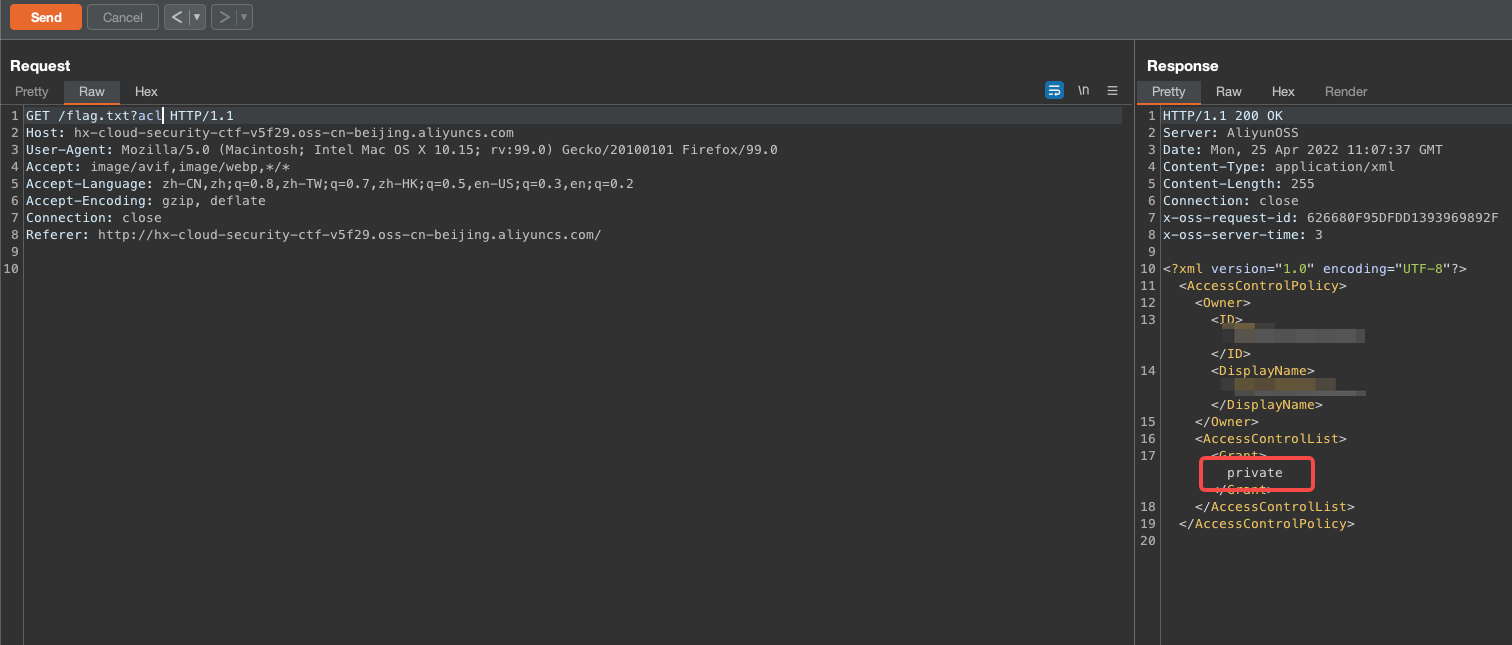 Send Cancel < ▼ > ▼
Request
Pretty Raw Hex \n
1 GET /flag.txt?acl HTTP/1.1
2 Host: hx-cloud-security-ctf-v5f29.oss-cn-beijing.aliyuncs.com
3 User-Agent: Mozilla/5.0 (Macintosh; Intel Mac OS X 10.15; rv:99.0) Gecko/20100101 Firefox/99.0
4 Accept: image/avif,image/webp,*/*
5 Accept-Language: zh-CN,zh;q=0.8,zh-TW;q=0.7,zh-HK;q=0.5,en-US;q=0.3,en;q=0.2
6 Accept-Encoding: gzip, deflate
7 Connection: close
8 Referer: http://hx-cloud-security-ctf-v5f29.oss-cn-beijing.aliyuncs.com/
9
10
Response
Pretty Raw Hex Render
1 HTTP/1.1 200 OK
2 Server: AliyunOSS
3 Date: Mon, 25 Apr 2022 11:07:37 GMT
4 Content-Type: application/xml
5 Content-Length: 255
6 Connection: close
7 x-oss-request-id: 626680F95DFDD1393969892F
8 x-oss-server-time: 3
9
10 <?xml version="1.0" encoding="UTF-8"?>
11 <AccessControlPolicy>
12 <Owner>
13 <ID>
</ID>
14 <DisplayName>
</DisplayName>
15 </Owner>
16 <AccessControlList>
17 <Grant>
private
</Grant>
18 </AccessControlList>
19 </AccessControlPolicy>
20